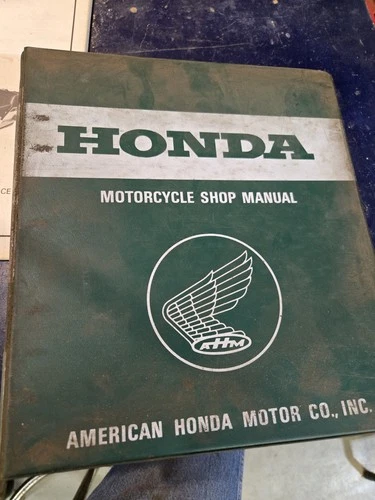 HONDA
MOTORCYCLE SHOP MANUAL
AHM
AMERICAN HONDA MOTOR CO., INC.